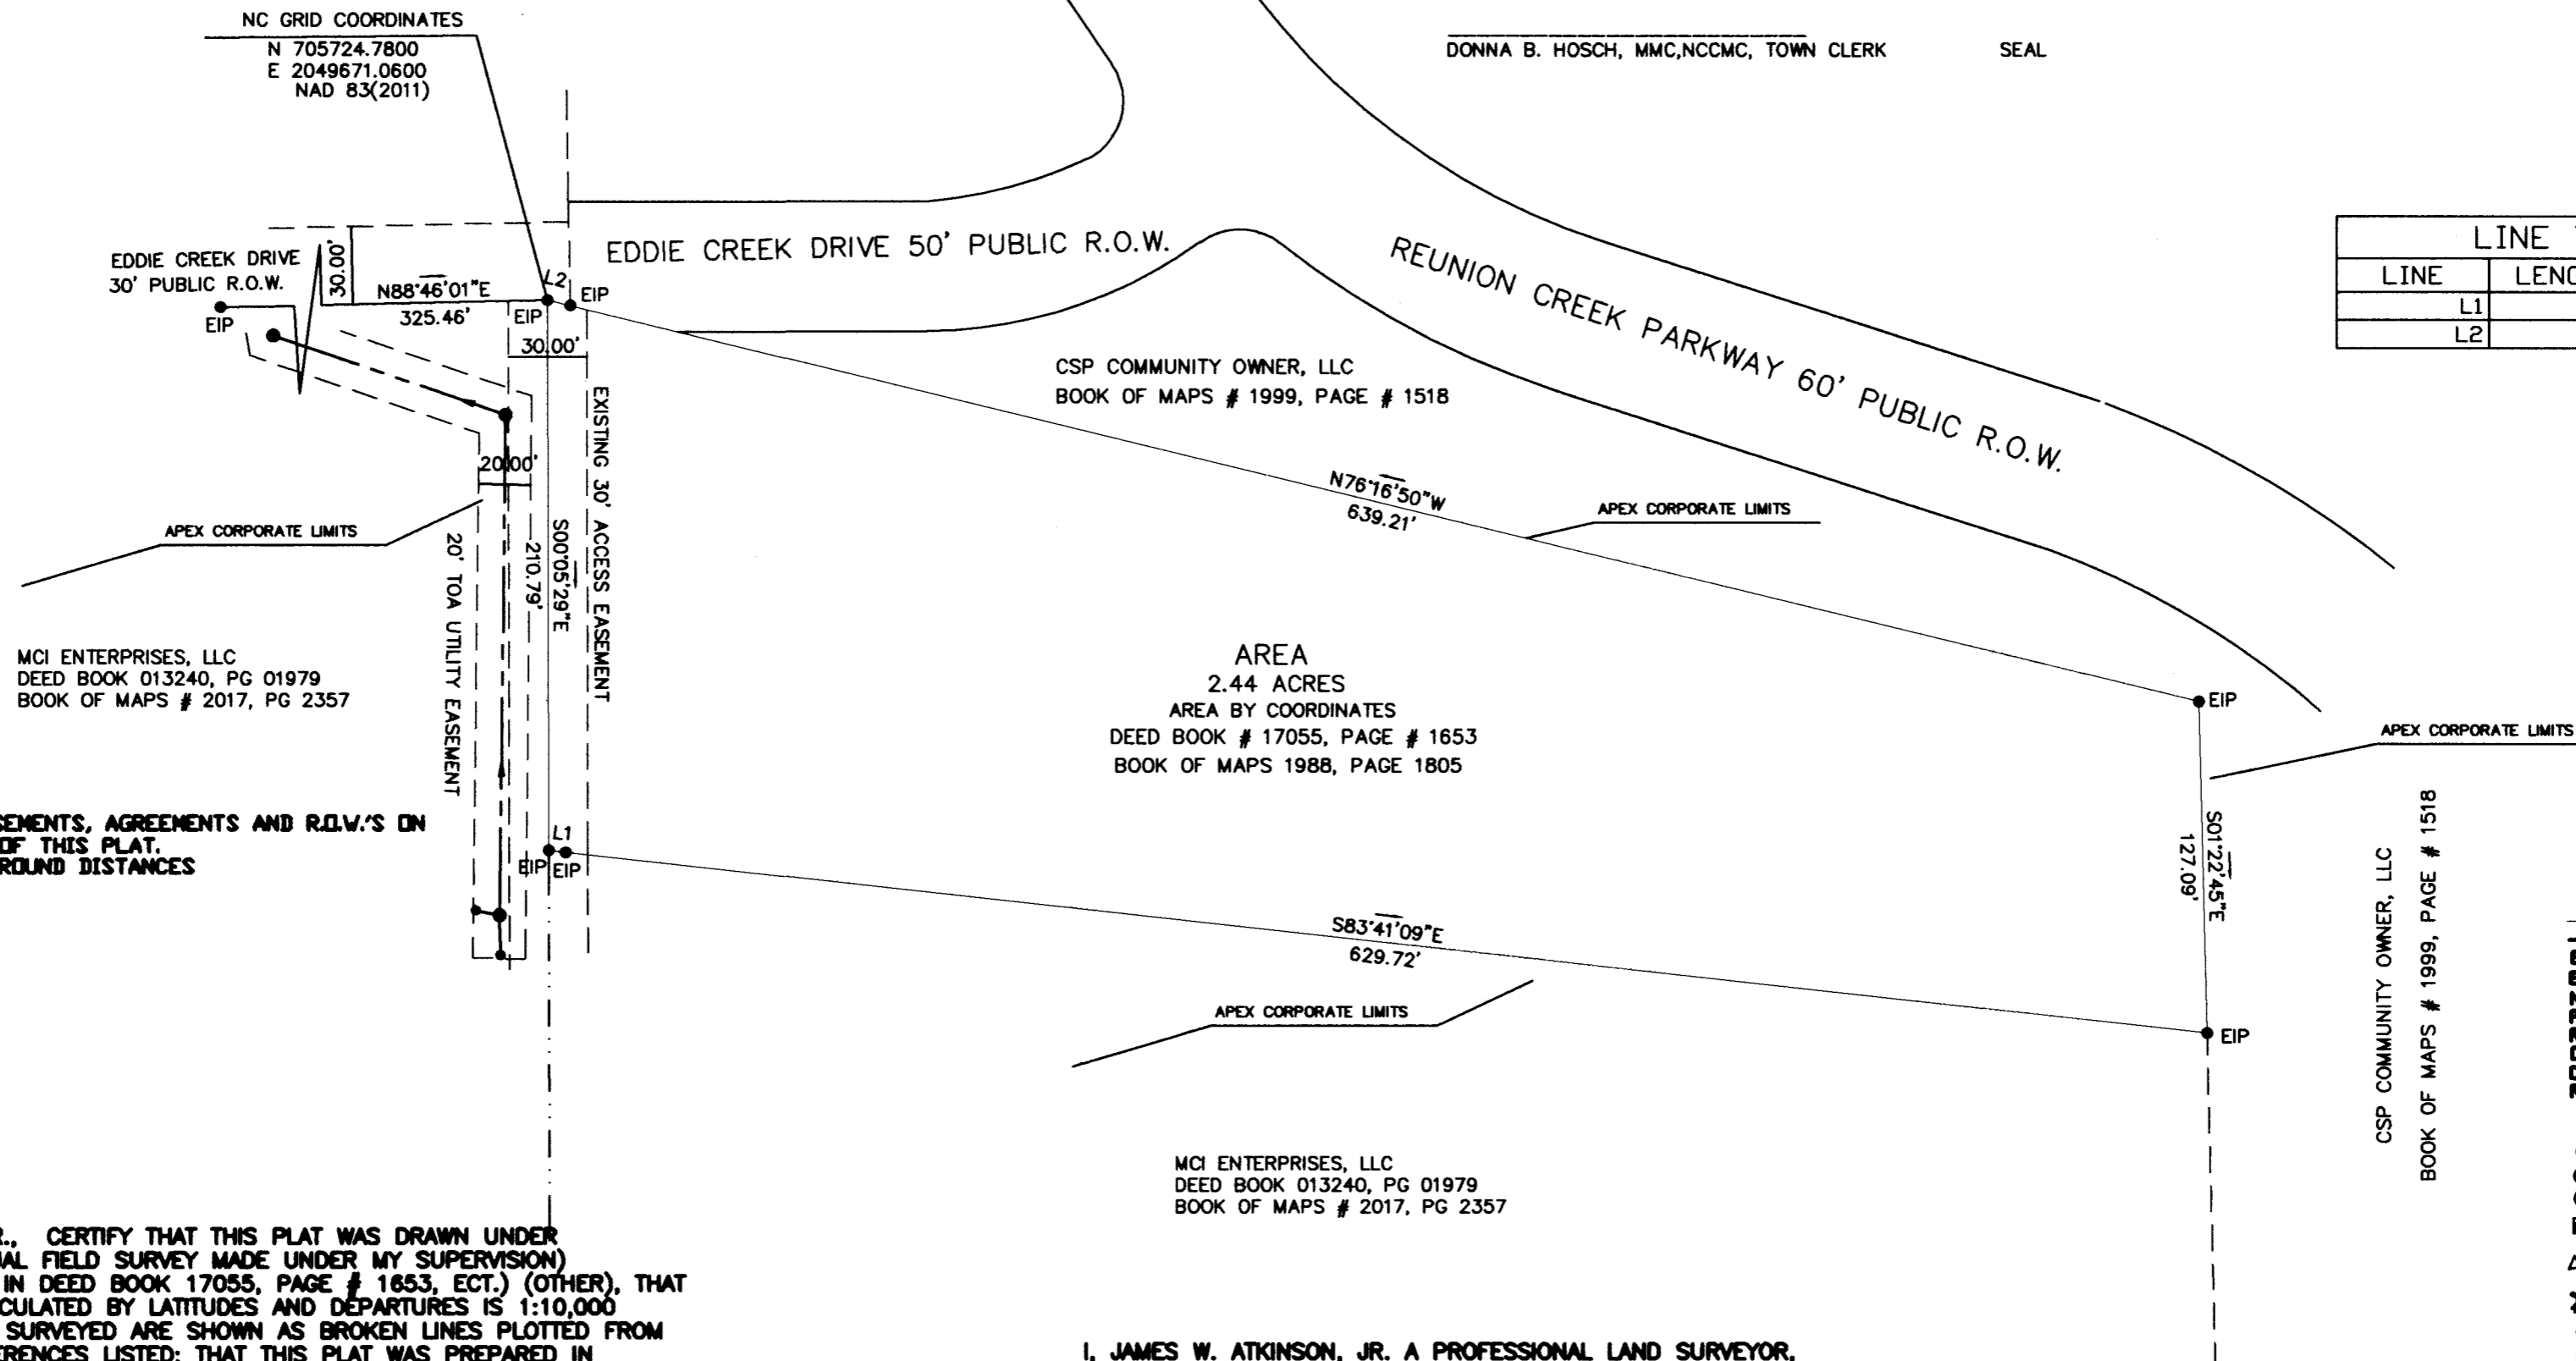 NC GRID COORDINATES
N 705724.7800
E 2049671.0600
NAD 83(2011)
DONNA B. HOSCH, MMC,NCCMC, TOWN CLERK
SEAL
EDDIE CREEK DRIVE
30' PUBLIC R.O.W.
EIP
30.00'
N88°46'01"E
325.46'
L2
EIP
EIP
30.00'
EDDIE CREEK DRIVE 50' PUBLIC R.O.W.
REUNION CREEK PARKWAY 60' PUBLIC R.O.W.
LINE
LINE
L1
L2
CSP COMMUNITY OWNER, LLC
BOOK OF MAPS # 1999, PAGE # 1518
N76°16'50"W
639.21'
APEX CORPORATE LIMITS
20.00'
APEX CORPORATE LIMITS
20' TOA UTILITY EASEMENT
210.79'
S00°05'29"E
EXISTING 30' ACCESS EASEMENT
MCI ENTERPRISES, LLC
DEED BOOK 013240, PG 01979
BOOK OF MAPS # 2017, PG 2357
AREA
2.44 ACRES
AREA BY COORDINATES
DEED BOOK # 17055, PAGE # 1653
BOOK OF MAPS 1988, PAGE 1805
EIP
APEX CORPORATE LIMITS
S01°22'45"E
127.09'
CSP COMMUNITY OWNER, LLC
BOOK OF MAPS # 1999, PAGE # 1518
SEMENTS, AGREEMENTS AND R.O.W.'S ON
OF THIS PLAT.
ROUND DISTANCES
L1
EIP
EIP
S83°41'09"E
629.72'
APEX CORPORATE LIMITS
EIP
MCI ENTERPRISES, LLC
DEED BOOK 013240, PG 01979
BOOK OF MAPS # 2017, PG 2357
R., CERTIFY THAT THIS PLAT WAS DRAWN UNDER
UAL FIELD SURVEY MADE UNDER MY SUPERVISION)
IN DEED BOOK 17055, PAGE # 1653, ECT.) (OTHER), THAT
CULATED BY LATITUDES AND DEPARTURES IS 1:10,000
SURVEYED ARE SHOWN AS BROKEN LINES PLOTTED FROM
ERENCES LISTED; THAT THIS PLAT WAS PREPARED IN
I, JAMES W. ATKINSON, JR. A PROFESSIONAL LAND SURVEYOR,